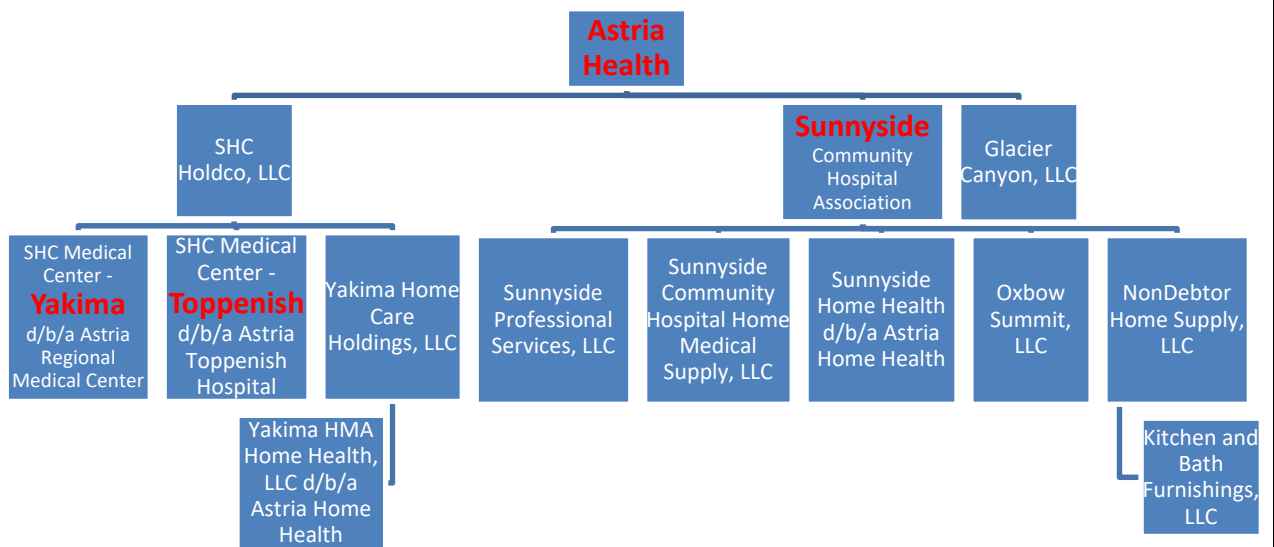 Astria
Health
SHC
Holdco, LLC
Sunnyside
Community
Hospital
Association
Glacier
Canyon, LLC
SHC Medical
Center -
Yakima
d/b/a Astria
Regional
Medical Center
SHC Medical
Center -
Toppenish
d/b/a Astria
Toppenish
Hospital
Yakima Home
Care
Holdings, LLC
Sunnyside
Professional
Services, LLC
Sunnyside
Community
Hospital Home
Medical
Supply, LLC
Sunnyside
Home Health
d/b/a Astria
Home Health
Oxbow
Summit,
LLC
NonDebtor
Home Supply,
LLC
Yakima HMA
Home Health,
LLC d/b/a
Astria Home
Health
Kitchen and
Bath
Furnishings,
LLC